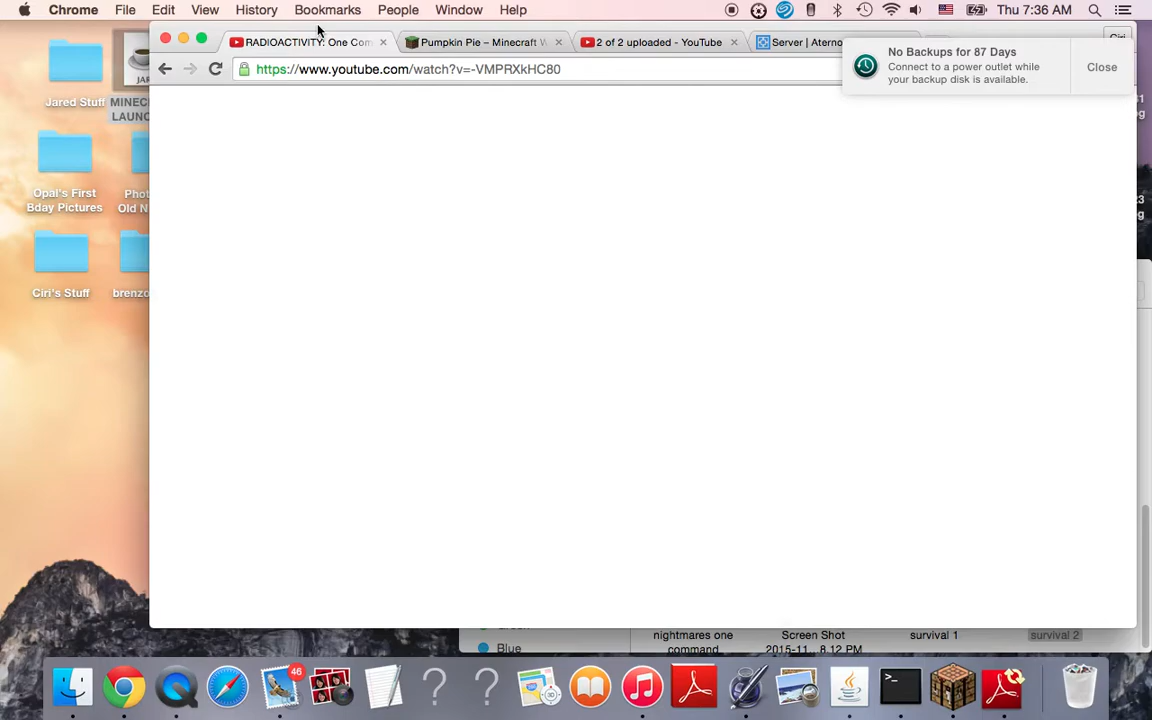 Chrome File Edit View History Bookmarks People Window Help Thu 7:36 AM
RADIOACTIVITY: One Com
Pumpkin Pie – Minecraft W
2 of 2 uploaded - YouTube
Server | Aterno
https://www.youtube.com/watch?v=-VMPRXkHC80
No Backups for 87 Days
Connect to a power outlet while
your backup disk is available.
Close
Jared Stuff
MINEC
LAUNC
Opal's First
Bday Pictures
Phot
Old N
Ciri's Stuff
brenzo
Blue
nightmares one
command
Screen Shot
2015-11... 8.12 PM
survival 1
survival 2
46